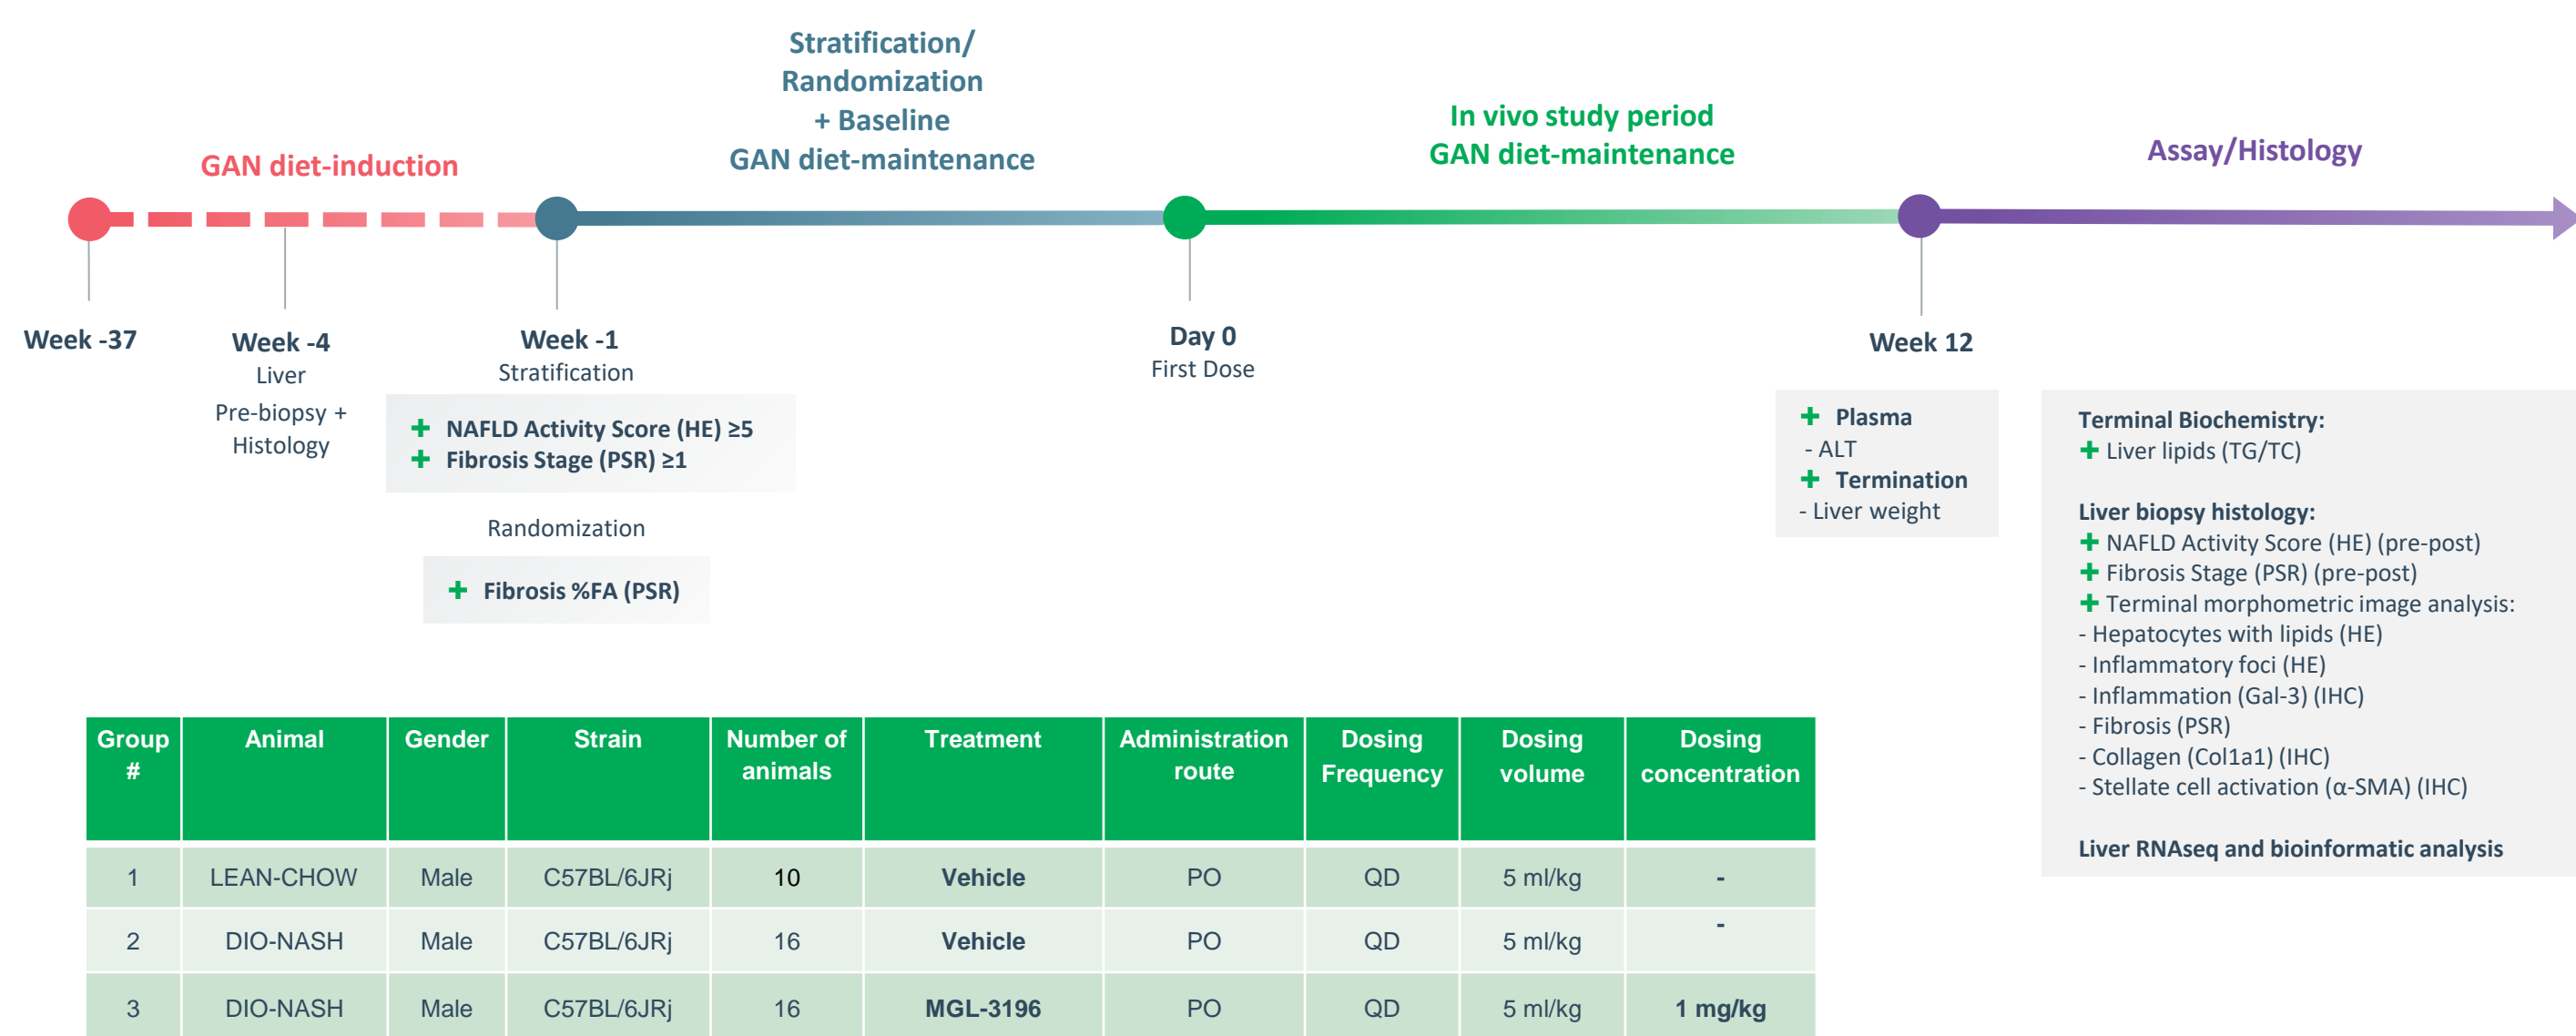 Stratification/
Randomization
+ Baseline
GAN diet-maintenance
GAN diet-induction
In vivo study period
GAN diet-maintenance
Assay/Histology
Week -37
Week -4
Liver
Pre-biopsy +
Histology
Week -1
Stratification
+ NAFLD Activity Score (HE) ≥5
+ Fibrosis Stage (PSR) ≥1
Randomization
+ Fibrosis %FA (PSR)
Day 0
First Dose
Week 12
+ Plasma
- ALT
+ Termination
- Liver weight
Terminal Biochemistry:
+ Liver lipids (TG/TC)
Liver biopsy histology:
+ NAFLD Activity Score (HE) (pre-post)
+ Fibrosis Stage (PSR) (pre-post)
+ Terminal morphometric image analysis:
- Hepatocytes with lipids (HE)
- Inflammatory foci (HE)
- Inflammation (Gal-3) (IHC)
- Fibrosis (PSR)
- Collagen (Col1a1) (IHC)
- Stellate cell activation (α-SMA) (IHC)
Liver RNAseq and bioinformatic analysis
Group # Animal Gender Strain Number of animals Treatment Administration route Dosing Frequency Dosing volume Dosing concentration
1 LEAN-CHOW Male C57BL/6JRj 10 Vehicle PO QD 5 ml/kg -
2 DIO-NASH Male C57BL/6JRj 16 Vehicle PO QD 5 ml/kg -
3 DIO-NASH Male C57BL/6JRj 16 MGL-3196 PO QD 5 ml/kg 1 mg/kg